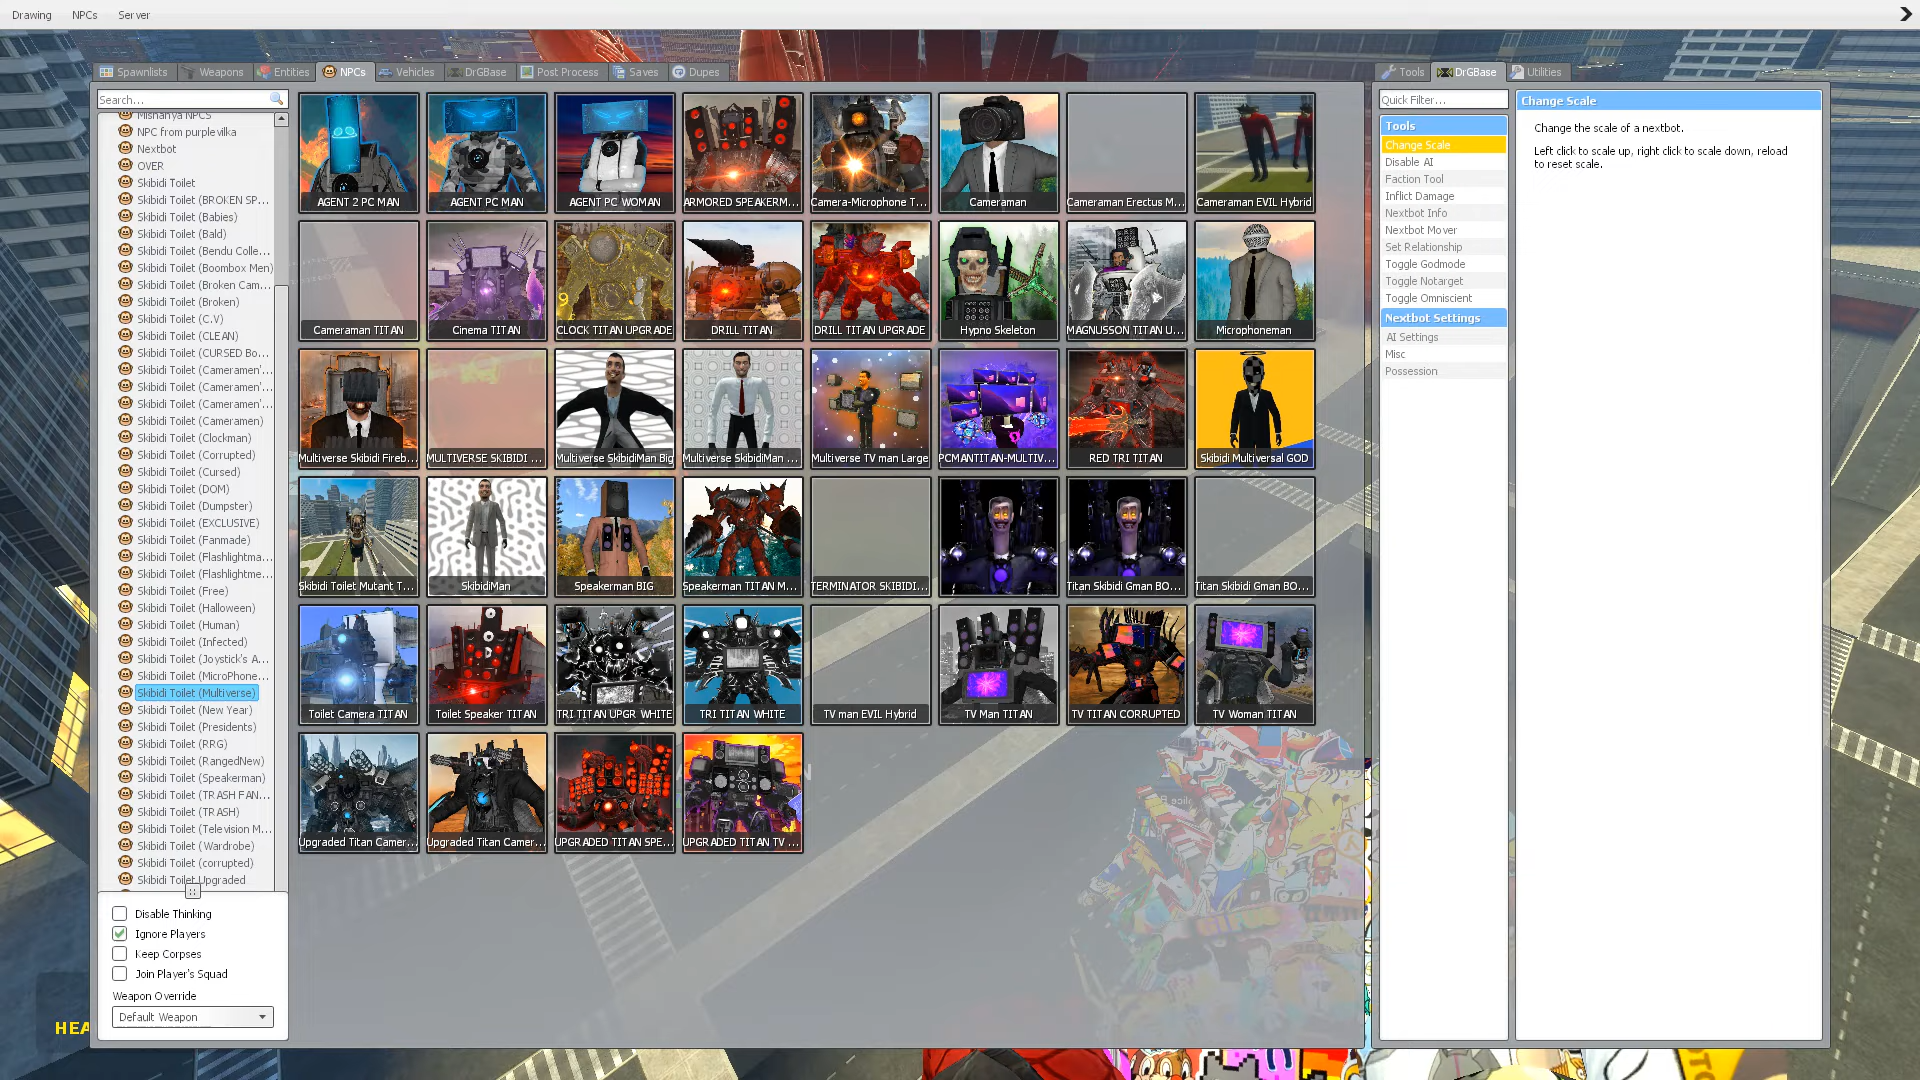 Drawing NPCs Server
Spawnlists Weapons Entities NPCs Vehicles DrGBase Post Process Saves Dupes
Tools DrGBase Utilities
Search...
Mishanya NPCS
NPC from purplevilka
Nextbot
OVER
Skibidi Toilet
Skibidi Toilet (BROKEN SP...
Skibidi Toilet (Babies)
Skibidi Toilet (Bald)
Skibidi Toilet (Bendu Colle...
Skibidi Toilet (Boombox Men)
Skibidi Toilet (Broken Cam...
Skibidi Toilet (Broken)
Skibidi Toilet (C.V)
Skibidi Toilet (CLEAN)
Skibidi Toilet (CURSED Bo...
Skibidi Toilet (Cameramen'...
Skibidi Toilet (Cameramen'...
Skibidi Toilet (Cameramen'...
Skibidi Toilet (Cameramen)
Skibidi Toilet (Clockman)
Skibidi Toilet (Corrupted)
Skibidi Toilet (Cursed)
Skibidi Toilet (DOM)
Skibidi Toilet (Dumpster)
Skibidi Toilet (EXCLUSIVE)
Skibidi Toilet (Fanmade)
Skibidi Toilet (Flashlightma...
Skibidi Toilet (Flashlightme...
Skibidi Toilet (Free)
Skibidi Toilet (Halloween)
Skibidi Toilet (Human)
Skibidi Toilet (Infected)
Skibidi Toilet (Joystick's A...
Skibidi Toilet (MicroPhone...
Skibidi Toilet (Multiverse)
Skibidi Toilet (New Year)
Skibidi Toilet (Presidents)
Skibidi Toilet (RRG)
Skibidi Toilet (RangedNew)
Skibidi Toilet (Speakerman)
Skibidi Toilet (TRASH FAN...
Skibidi Toilet (TRASH)
Skibidi Toilet (Television M...
Skibidi Toilet (Wardrobe)
Skibidi Toilet (corrupted)
Skibidi Toilet Upgraded
Disable Thinking
Ignore Players
Keep Corpses
Join Player's Squad
Weapon Override
Default Weapon
HEA
AGENT 2 PC MAN
AGENT PC MAN
AGENT PC WOMAN
ARMORED SPEAKERM...
Camera-Microphone T...
Cameraman
Cameraman Erectus M...
Cameraman EVIL Hybrid
Cameraman TITAN
Cinema TITAN
9
CLOCK TITAN UPGRADE
DRILL TITAN
DRILL TITAN UPGRADE
Hypno Skeleton
MAGNUSSON TITAN U...
Microphoneman
Multiverse Skibidi Fireb...
MULTIVERSE SKIBIDI ...
Multiverse SkibidiMan Big
Multiverse SkibidiMan ...
Multiverse TV man Large
PCMANTITAN-MULTIV...
RED TRI TITAN
Skibidi Multiversal GOD
Skibidi Toilet Mutant T...
SkibidiMan
Speakerman BIG
Speakerman TITAN M...
TERMINATOR SKIBIDI...
Titan Skibidi Gman BO...
Titan Skibidi Gman BO...
Toilet Camera TITAN
Toilet Speaker TITAN
TRI TITAN UPGR WHITE
TRI TITAN WHITE
TV man EVIL Hybrid
TV Man TITAN
TV TITAN CORRUPTED
TV Woman TITAN
Upgraded Titan Camer...
Upgraded Titan Camer...
UPGRADED TITAN SPE...
UPGRADED TITAN TV ...
Quick Filter...
Tools
Change Scale
Disable AI
Faction Tool
Inflict Damage
Nextbot Info
Nextbot Mover
Set Relationship
Toggle Godmode
Toggle Notarget
Toggle Omniscient
Nextbot Settings
AI Settings
Misc
Possession
Change Scale
Change the scale of a nextbot.
Left click to scale up, right click to scale down, reload
to reset scale.